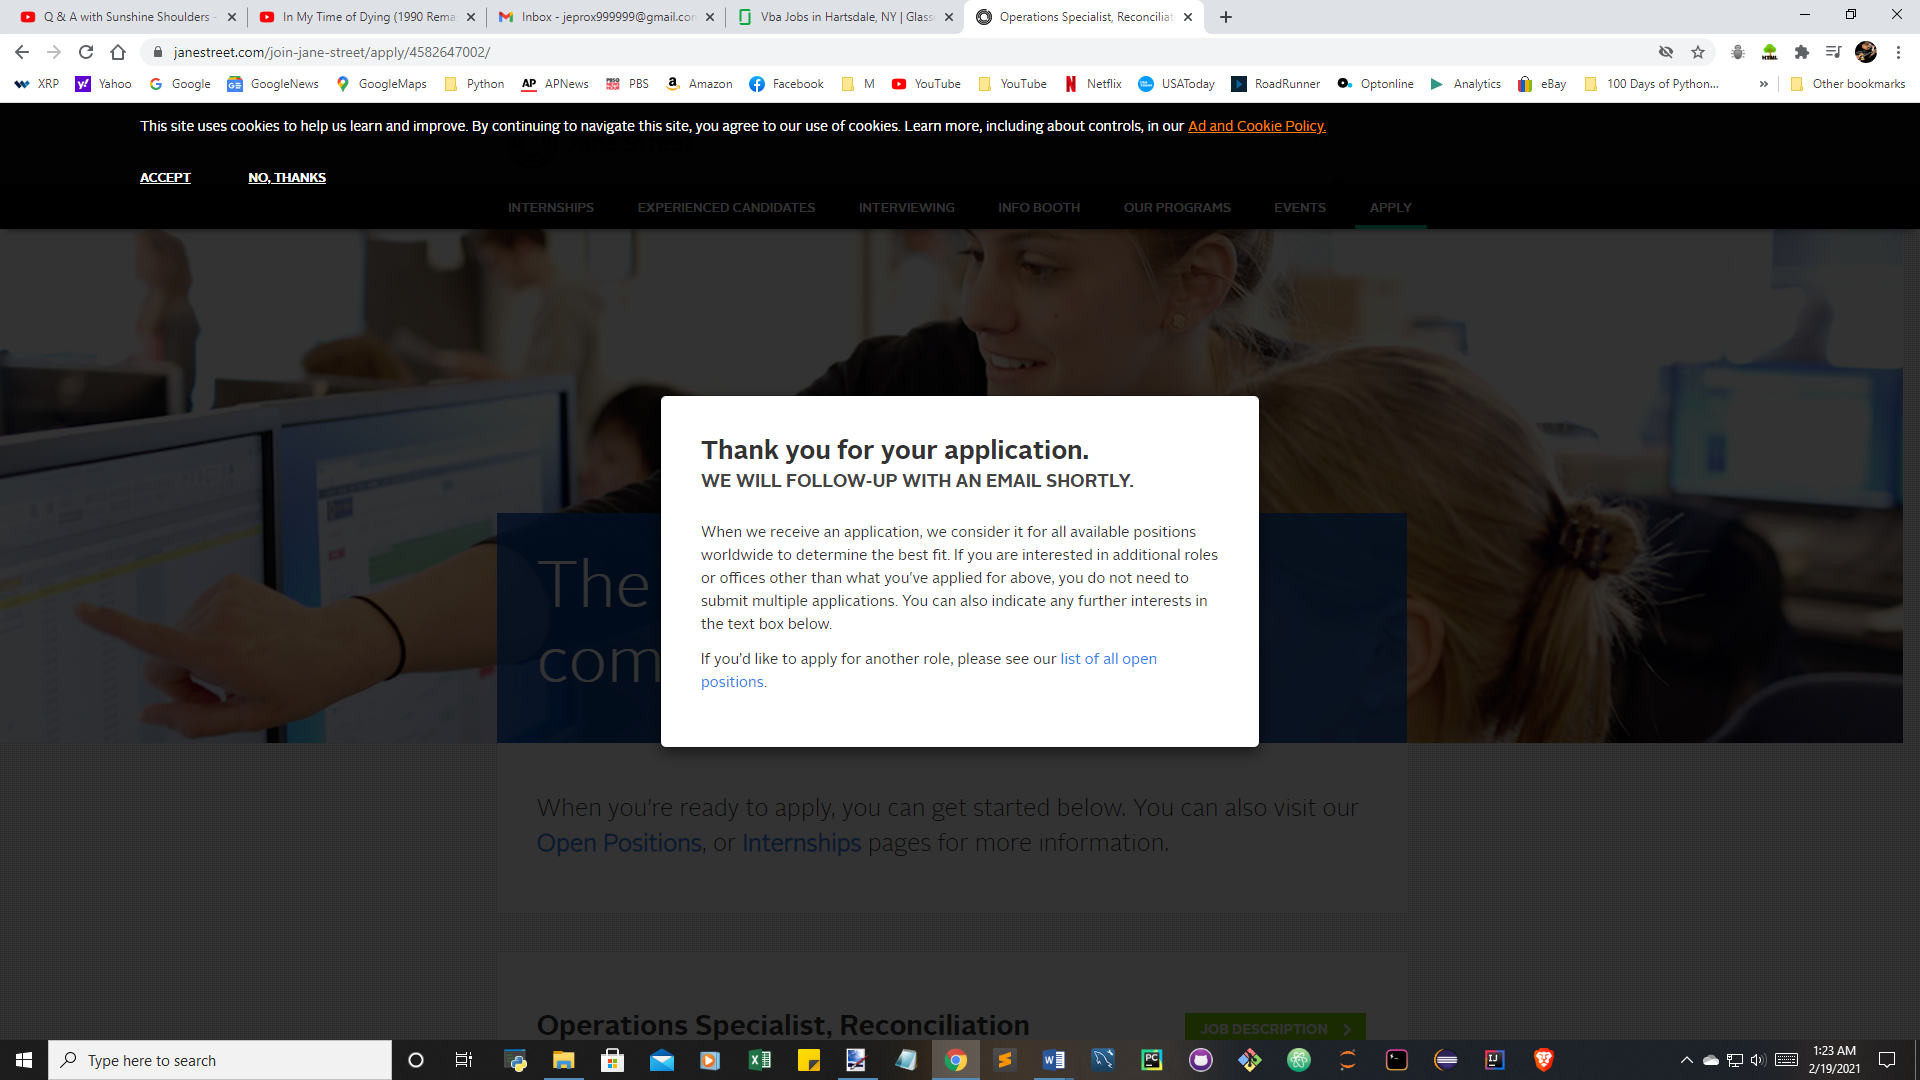 Q & A with Sunshine Shoulders -
In My Time of Dying (1990 Rema
Inbox - jeprox999999@gmail.con
Vba Jobs in Hartsdale, NY | Glass
Operations Specialist, Reconciliat
janestreet.com/join-jane-street/apply/4582647002/
XRP
Yahoo
Google
GoogleNews
GoogleMaps
Python
APNews
PBS
Amazon
Facebook
M
YouTube
YouTube
Netflix
USAToday
RoadRunner
Optonline
Analytics
eBay
100 Days of Python...
»
Other bookmarks
This site uses cookies to help us learn and improve. By continuing to navigate this site, you agree to our use of cookies. Learn more, including about controls, in our Ad and Cookie Policy.
ACCEPT
NO, THANKS
INTERNSHIPS
EXPERIENCED CANDIDATES
INTERVIEWING
INFO BOOTH
OUR PROGRAMS
EVENTS
APPLY
Thank you for your application.
WE WILL FOLLOW-UP WITH AN EMAIL SHORTLY.
When we receive an application, we consider it for all available positions
worldwide to determine the best fit. If you are interested in additional roles
or offices other than what you've applied for above, you do not need to
submit multiple applications. You can also indicate any further interests in
the text box below.
If you'd like to apply for another role, please see our list of all open
positions.
The
com
When you're ready to apply, you can get started below. You can also visit our
Open Positions, or Internships pages for more information.
Operations Specialist, Reconciliation
JOB DESCRIPTION
Type here to search
1:23 AM
2/19/2021